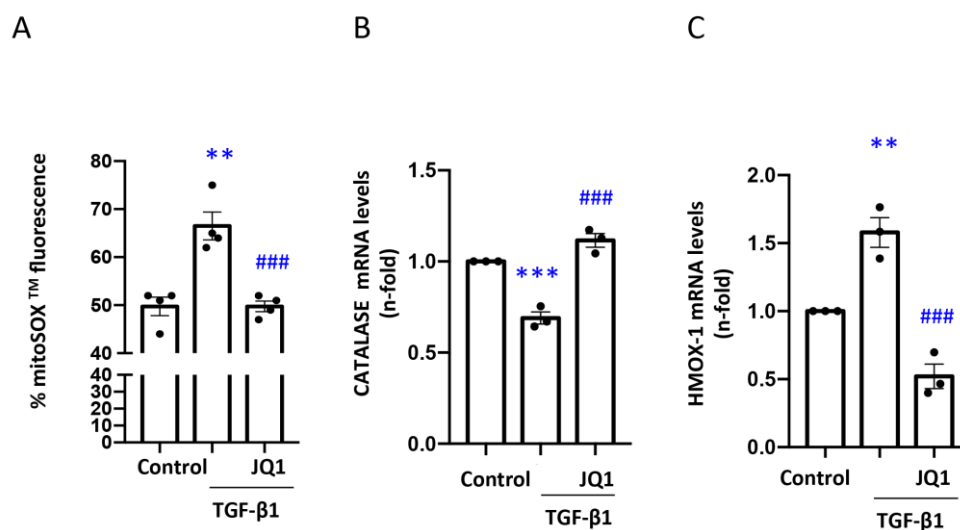 A
% mitoSOX ™ fluorescence
80
70
60
50
40
40
30
20
10
0
**
###
Control
JQ1
TGF-β1
B
CATALASE mRNA levels
(n-fold)
1.5
1.0
0.5
0.0
***
###
Control
JQ1
TGF-β1
C
HMOX-1 mRNA levels
(n-fold)
2.0
1.5
1.0
0.5
0.0
**
###
Control
JQ1
TGF-β1